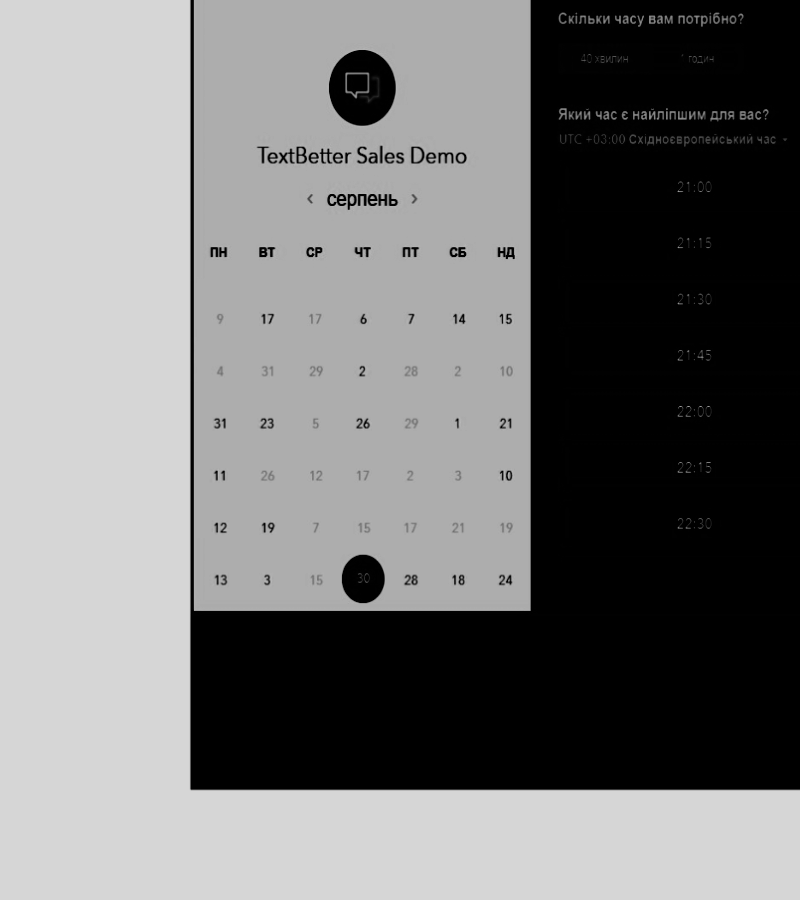 TextBetter Sales Demo
‹ серпень ›
ПН ВТ СР ЧТ ПТ СБ НД
9 17 17 6 7 14 15
4 31 29 2 28 2 10
31 23 5 26 29 1 21
11 26 12 17 2 3 10
12 19 7 15 17 21 19
13 3 15 30 28 18 24
Скільки часу вам потрібно?
40 хвилин 1 годин
Який час є найліпшим для вас?
UTC +03:00 Східноєвропейський час
21:00
21:15
21:30
21:45
22:00
22:15
22:30